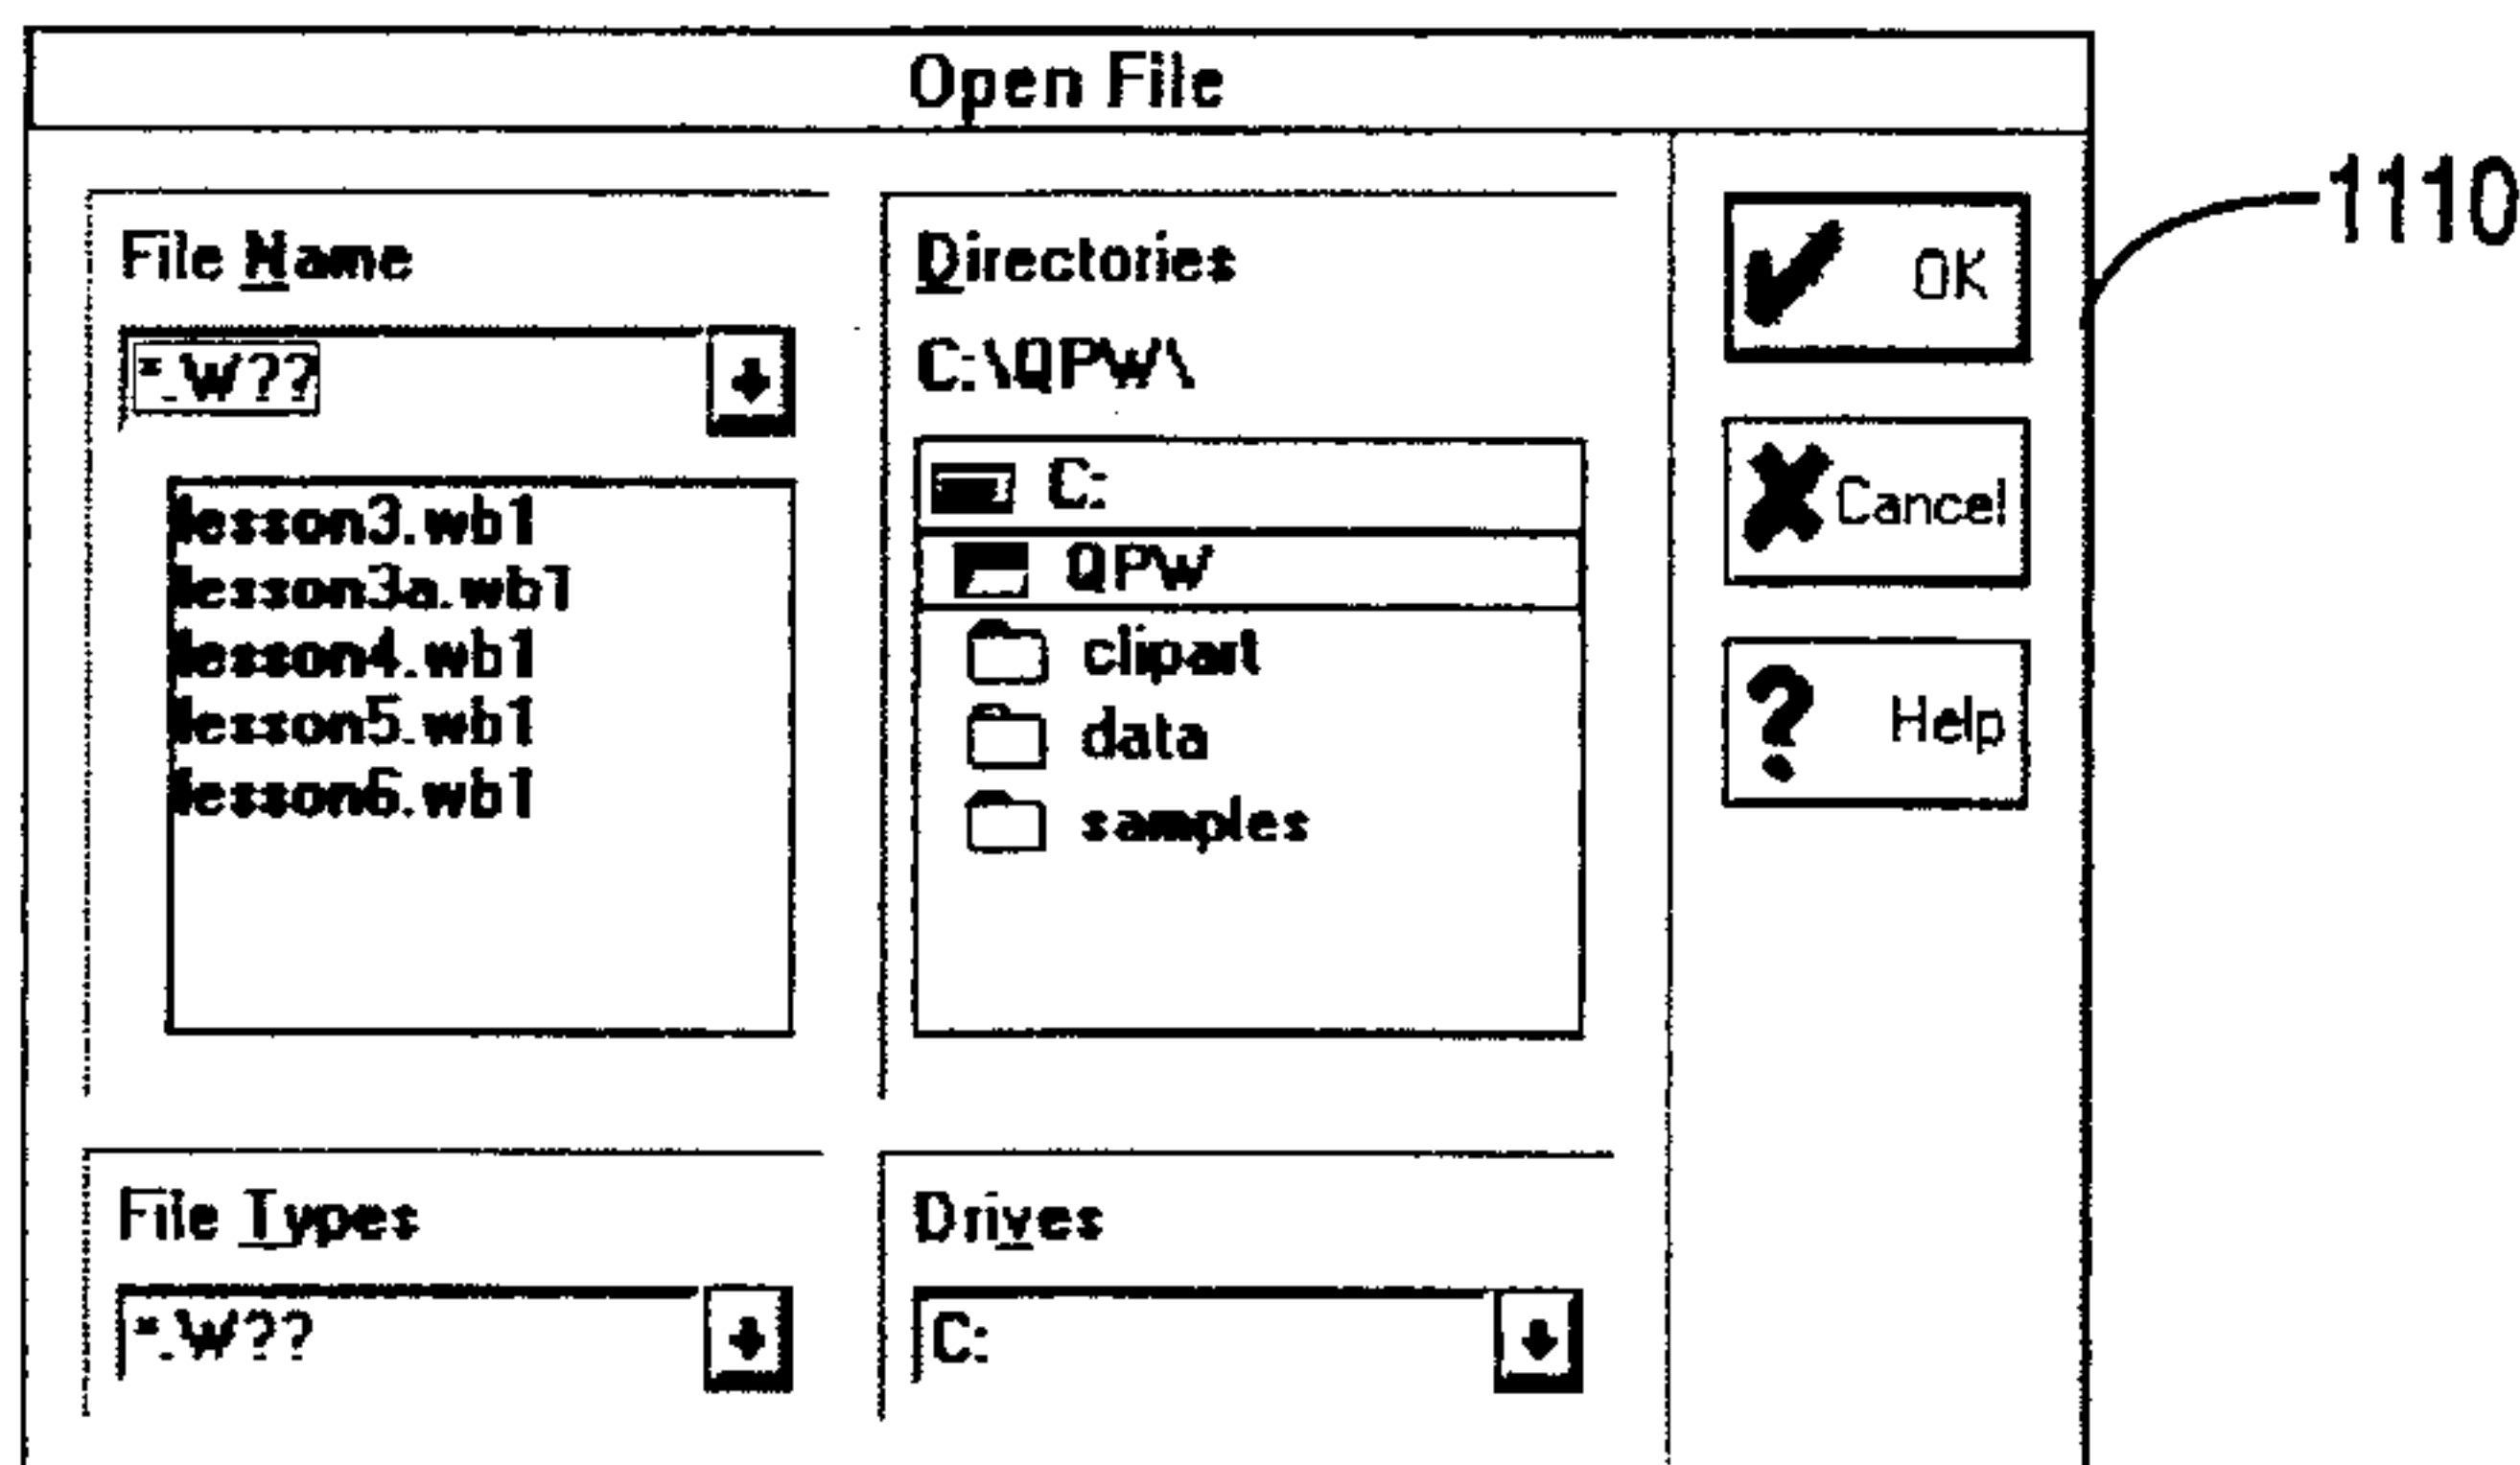 Open File
File Name
*.W??
lesson3.wb1
lesson3a.wb1
lesson4.wb1
lesson5.wb1
lesson6.wb1
Directories
C:\QPW\
C:
QPW
clipart
data
samples
File Types
*.W??
Drives
C:
OK
Cancel
? Help
1110